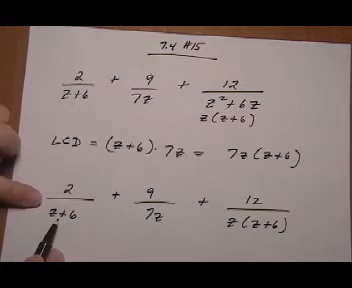 7.4 #15
2/(z+6) + 9/(7z) + 12/(z²+6z)
z(z+6)
LCD = (z+6) · 7z = 7z(z+6)
2/(z+6) + 9/(7z) + 12/(z(z+6))